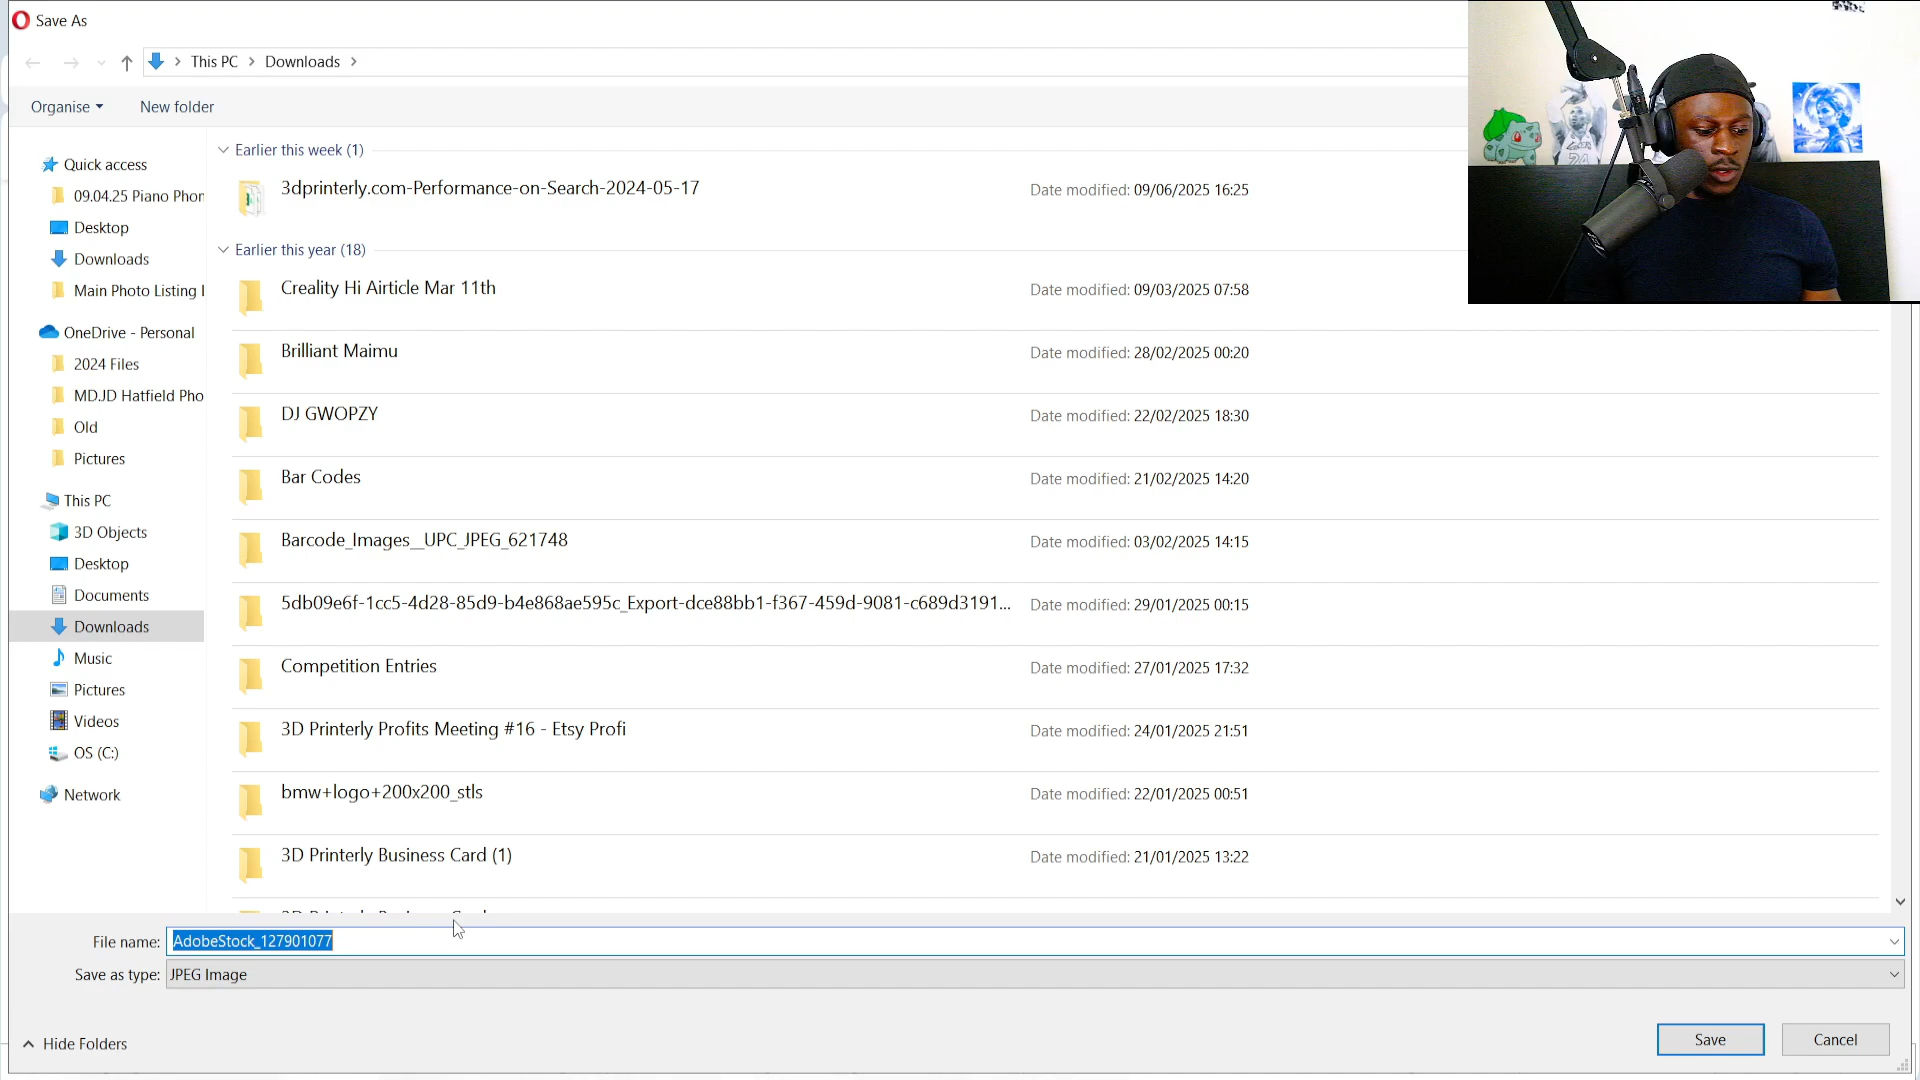 Save As
This PC > Downloads >
Organise
New folder
Quick access
09.04.25 Piano Phor
Desktop
Downloads
Main Photo Listing I
OneDrive - Personal
2024 Files
MD.JD Hatfield Pho
Old
Pictures
This PC
3D Objects
Desktop
Documents
Downloads
Music
Pictures
Videos
OS (C:)
Network
Earlier this week (1)
3dprinterly.com-Performance-on-Search-2024-05-17 Date modified: 09/06/2025 16:25
Earlier this year (18)
Creality Hi Airticle Mar 11th Date modified: 09/03/2025 07:58
Brilliant Maimu Date modified: 28/02/2025 00:20
DJ GWOPZY Date modified: 22/02/2025 18:30
Bar Codes Date modified: 21/02/2025 14:20
Barcode_Images__UPC_JPEG_621748 Date modified: 03/02/2025 14:15
5db09e6f-1cc5-4d28-85d9-b4e868ae595c_Export-dce88bb1-f367-459d-9081-c689d3191... Date modified: 29/01/2025 00:15
Competition Entries Date modified: 27/01/2025 17:32
3D Printerly Profits Meeting #16 - Etsy Profi Date modified: 24/01/2025 21:51
bmw+logo+200x200_stls Date modified: 22/01/2025 00:51
3D Printerly Business Card (1) Date modified: 21/01/2025 13:22
File name: AdobeStock_127901077
Save as type: JPEG Image
Hide Folders
Save
Cancel
24